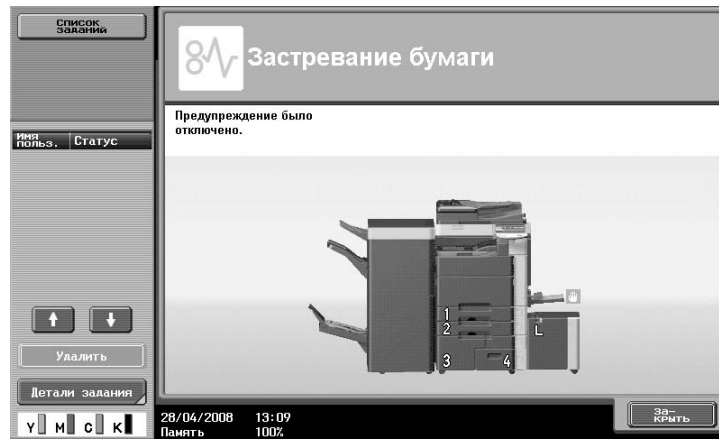 Список
заданий
Застревание бумаги
Предупреждение было
отключено.
Имя
польз.
Статус
1
2
3
4
L
Удалить
Детали задания
Y M C K
28/04/2008 13:09
Память 100%
За-
крыть